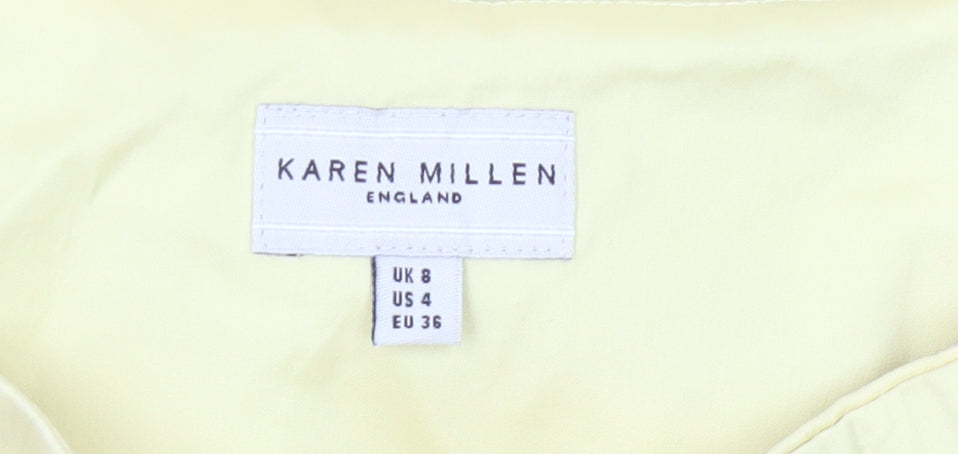 KAREN MILLEN
ENGLAND
UK 8
US 4
EU 36